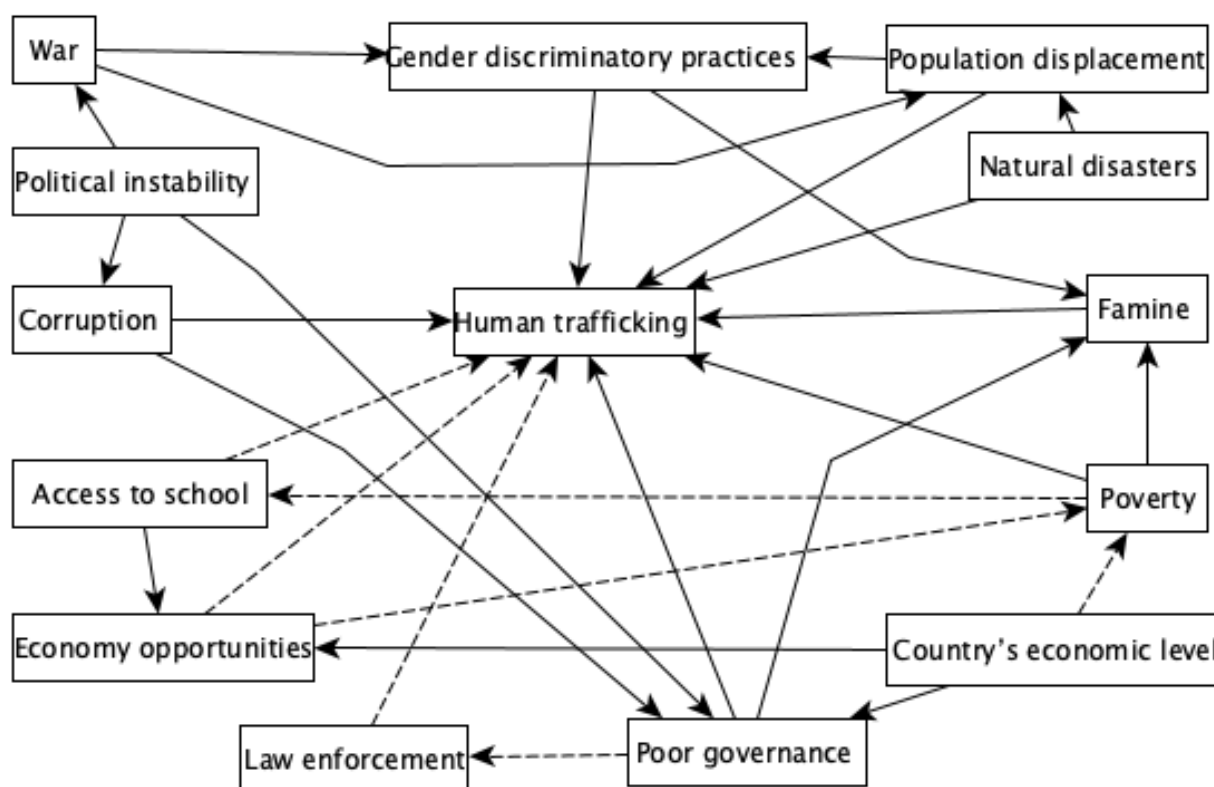 War
Gender discriminatory practices
Population displacement
Natural disasters
Political instability
Corruption
Human trafficking
Famine
Access to school
Poverty
Economy opportunities
Country's economic level
Law enforcement
Poor governance